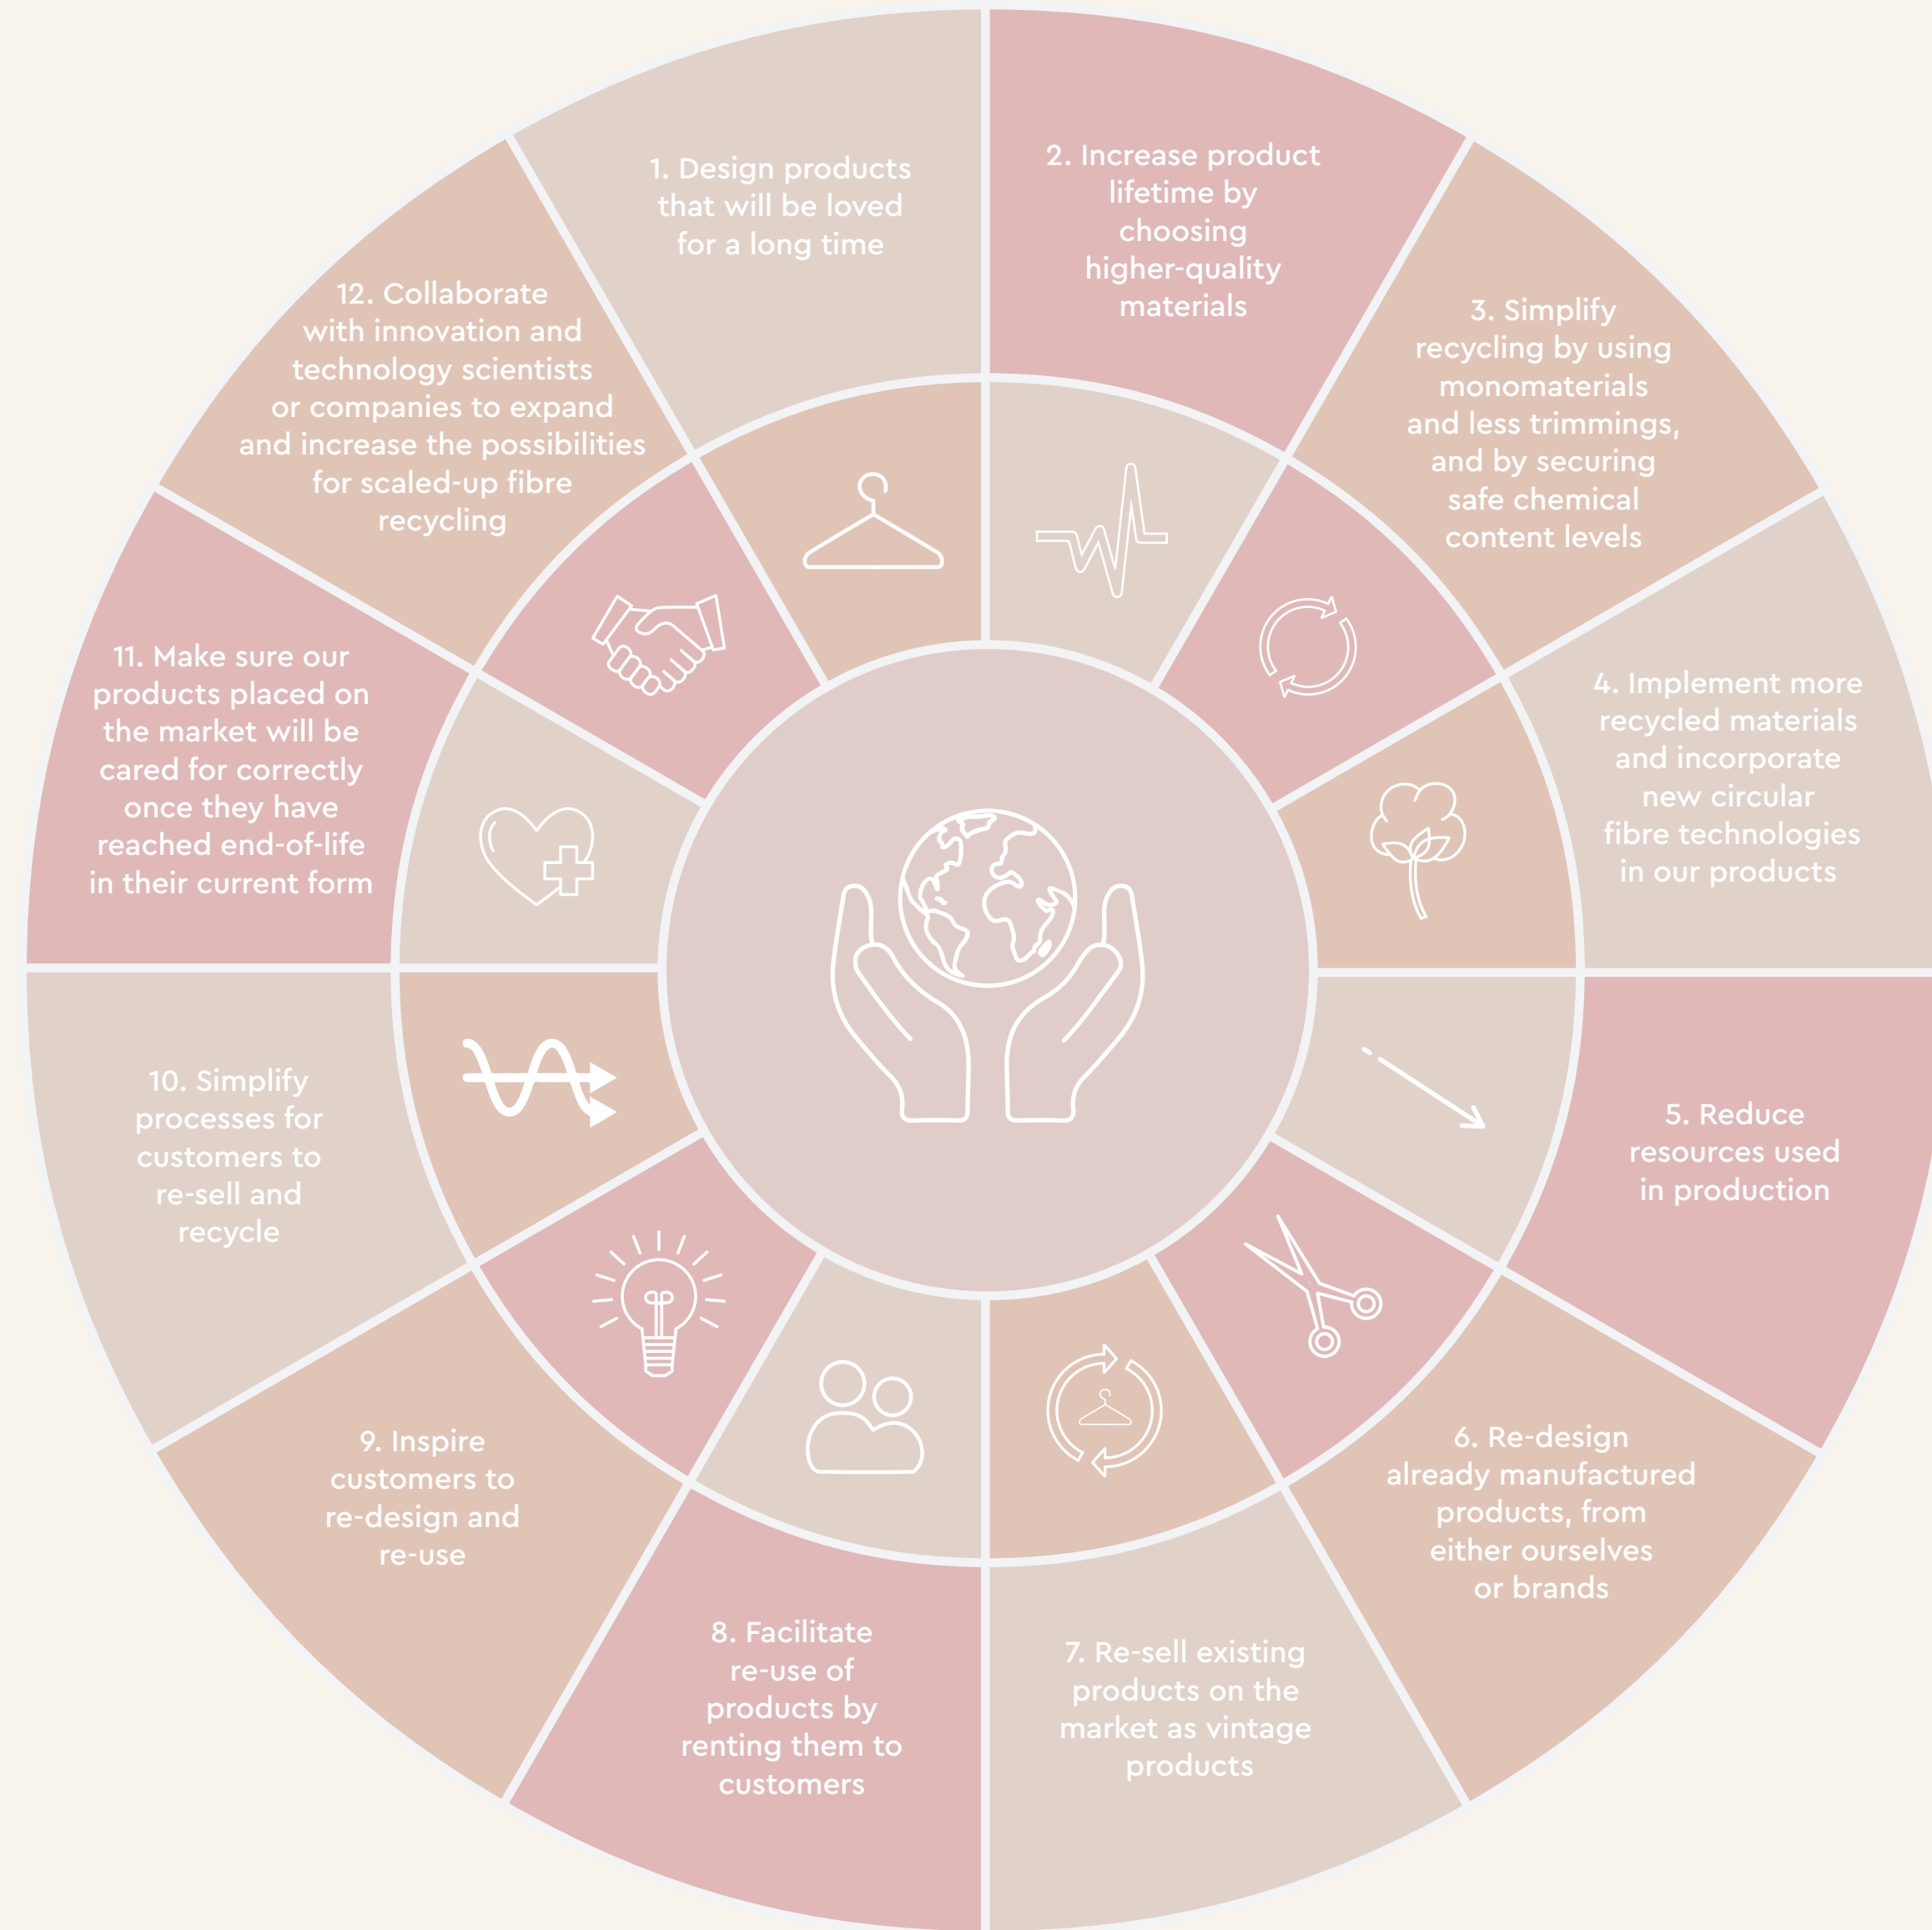 1. Design products
that will be loved
for a long time
2. Increase product
lifetime by
choosing
higher-quality
materials
3. Simplify
recycling by using
monomaterials
and less trimmings,
and by securing
safe chemical
content levels
4. Implement more
recycled materials
and incorporate
new circular
fibre technologies
in our products
5. Reduce
resources used
in production
6. Re-design
already manufactured
products, from
either ourselves
or brands
7. Re-sell existing
products on the
market as vintage
products
8. Facilitate
re-use of
products by
renting them to
customers
9. Inspire
customers to
re-design and
re-use
10. Simplify
processes for
customers to
re-sell and
recycle
11. Make sure our
products placed on
the market will be
cared for correctly
once they have
reached end-of-life
in their current form
12. Collaborate
with innovation and
technology scientists
or companies to expand
and increase the possibilities
for scaled-up fibre
recycling